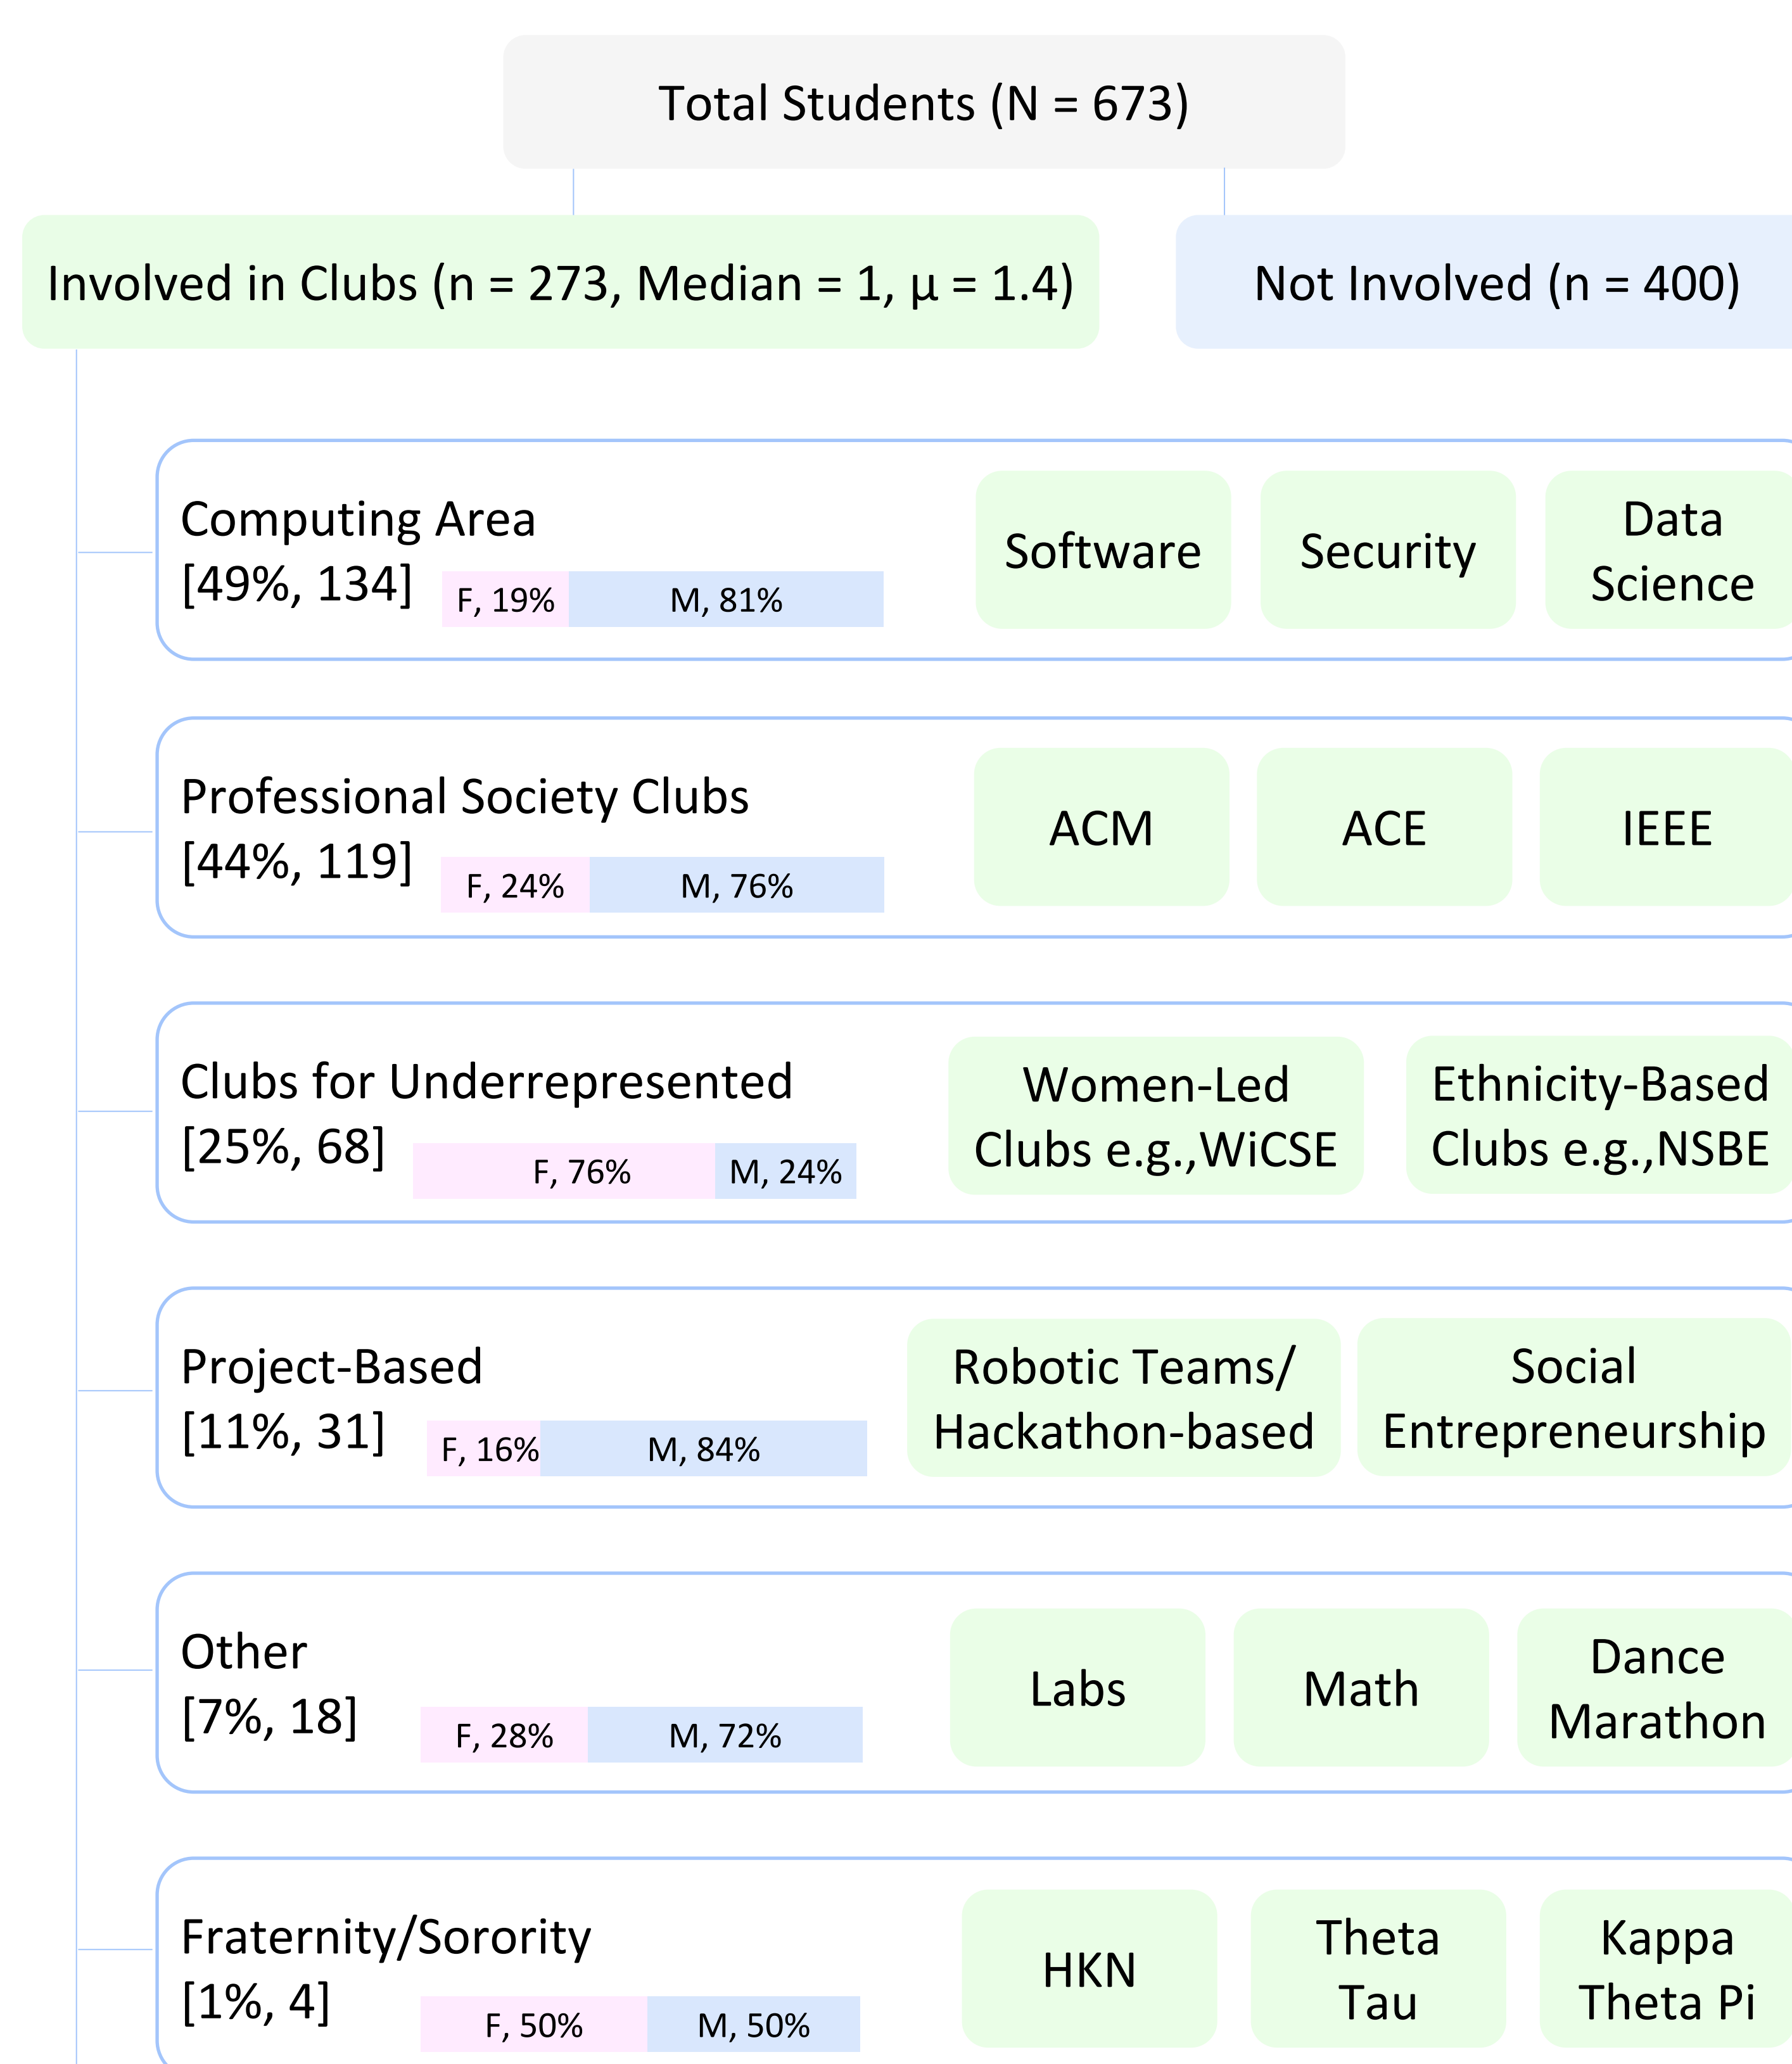 Total Students (N = 673)
Involved in Clubs (n = 273, Median = 1, μ = 1.4)
Not Involved (n = 400)
Computing Area
[49%, 134]
F, 19%
M, 81%
Software
Security
Data
Science
Professional Society Clubs
[44%, 119]
F, 24%
M, 76%
ACM
ACE
IEEE
Clubs for Underrepresented
[25%, 68]
F, 76%
M, 24%
Women-Led
Clubs e.g.,WiCSE
Ethnicity-Based
Clubs e.g.,NSBE
Project-Based
[11%, 31]
F, 16%
M, 84%
Robotic Teams/
Hackathon-based
Social
Entrepreneurship
Other
[7%, 18]
F, 28%
M, 72%
Labs
Math
Dance
Marathon
Fraternity/Sorority
[1%, 4]
F, 50%
M, 50%
HKN
Theta
Tau
Kappa
Theta Pi